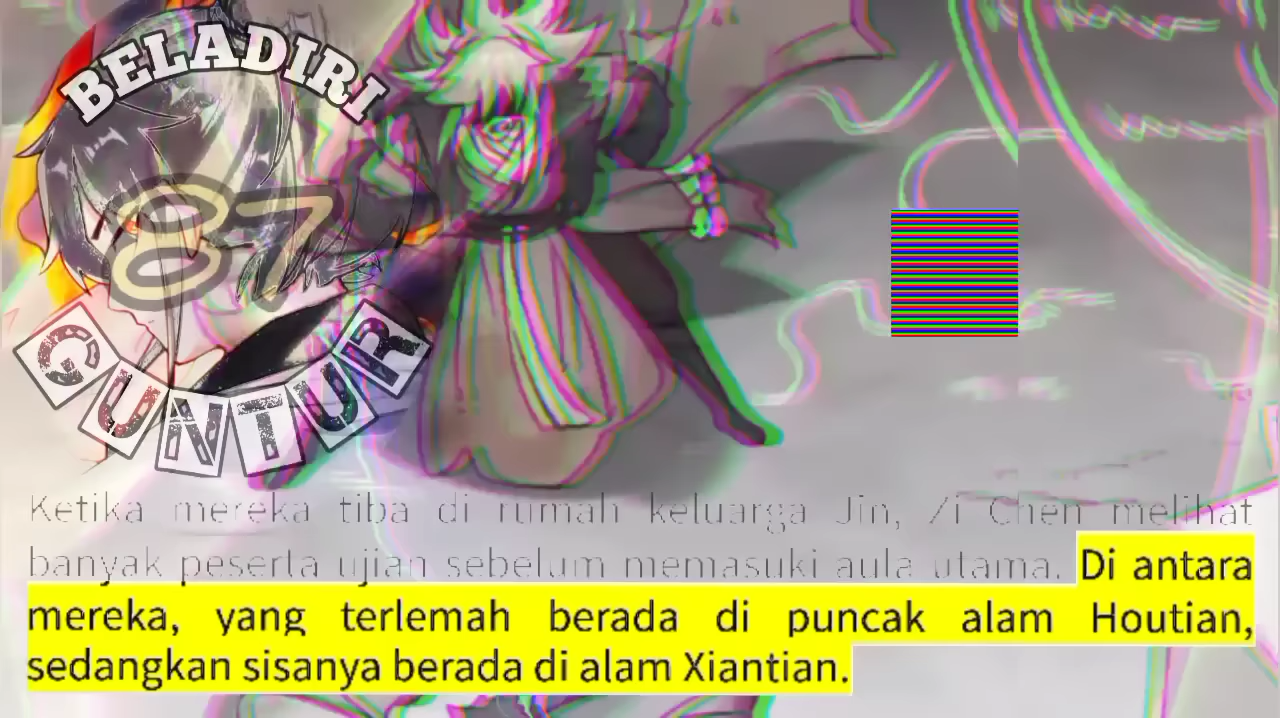 BELADIRI
87
GUNTUR
Ketika mereka tiba di rumah keluarga Jin, Zi Chen melihat
banyak peserta ujian sebelum memasuki aula utama. Di antara
mereka, yang terlemah berada di puncak alam Houtian,
sedangkan sisanya berada di alam Xiantian.